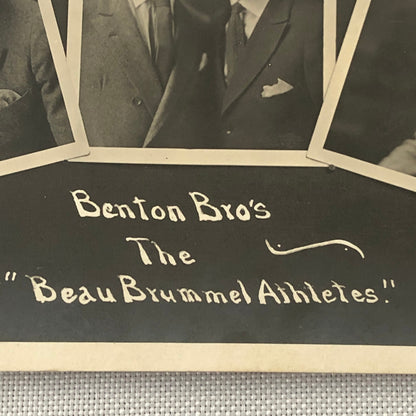 Benton Bro's
The
"Beau Brummel Athletes."